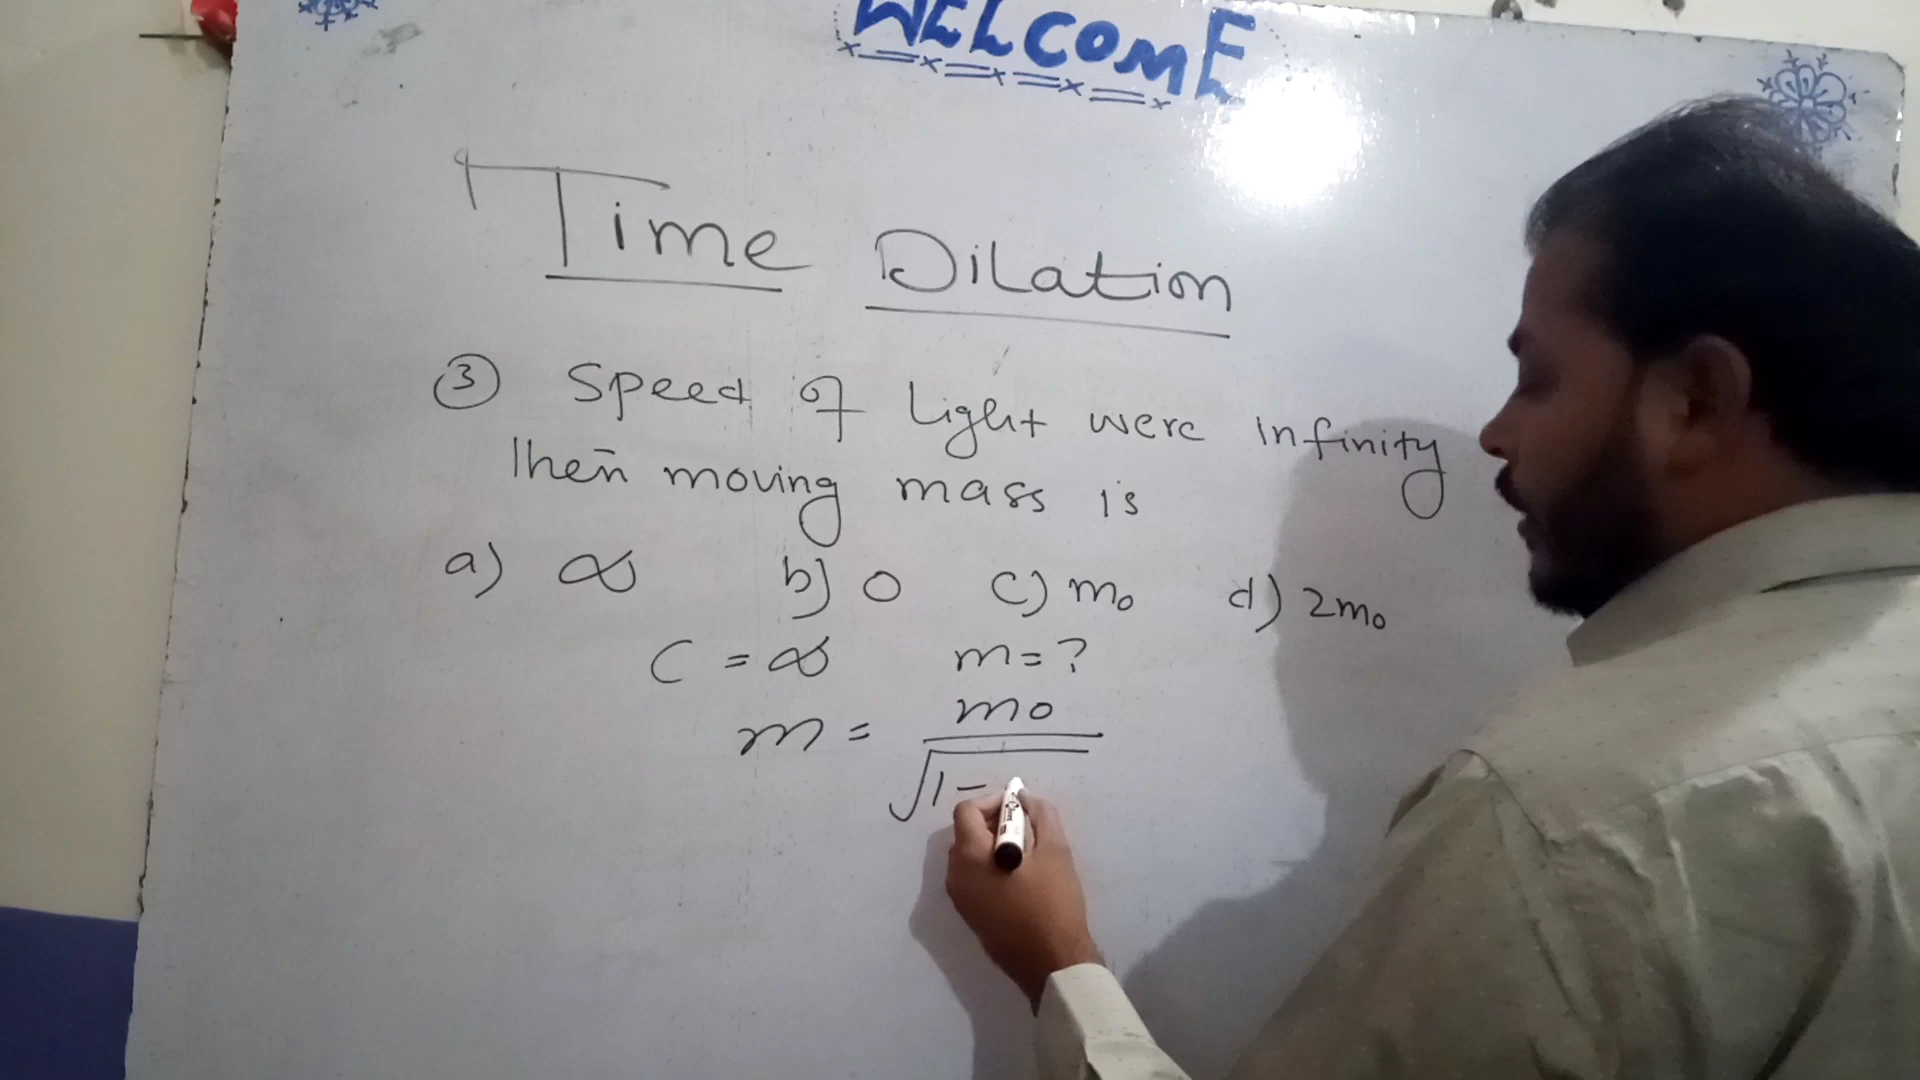 WELCOME
Time Dilation
③ Speed of light were infinity
then moving mass is
a) ∞ b) 0 c) m₀ d) 2m₀
C = ∞ m = ?
m = m₀
√1 -